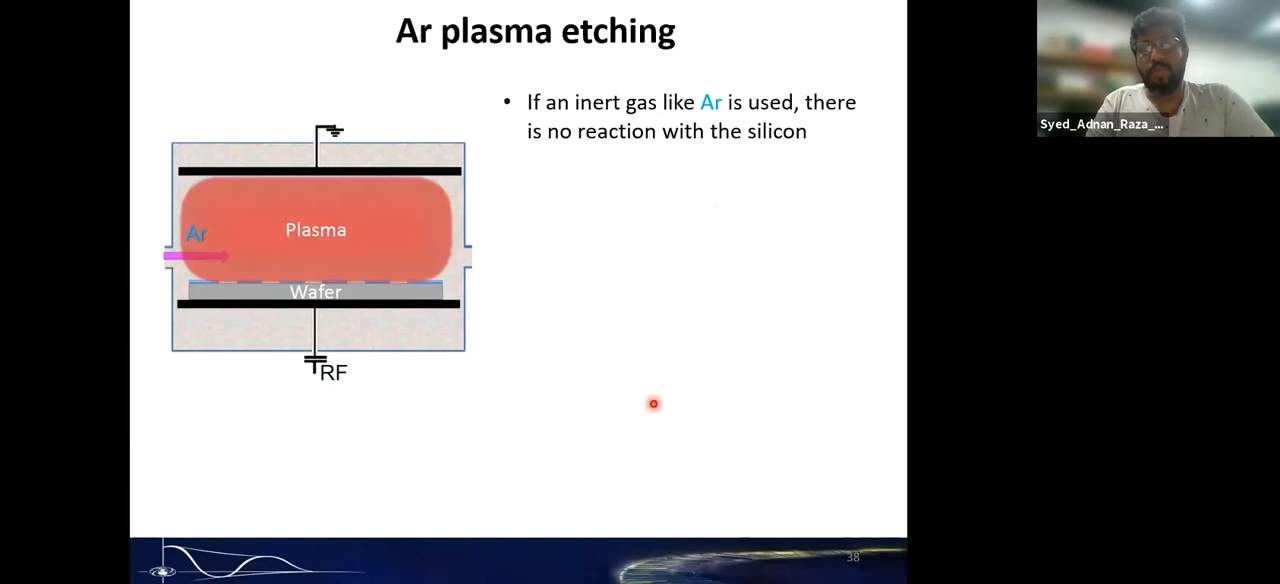 Ar plasma etching
• If an inert gas like Ar is used, there
is no reaction with the silicon
Ar
Plasma
Wafer
RF
38
Syed_Adnan_Raza_...